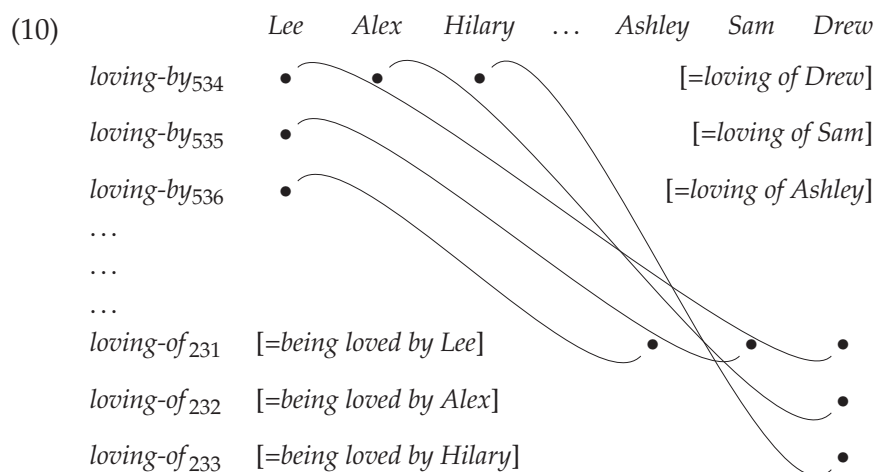 (10) Lee Alex Hilary ... Ashley Sam Drew
loving-by534 [=loving of Drew]
loving-by535 [=loving of Sam]
loving-by536 [=loving of Ashley]
...
...
...
loving-of231 [=being loved by Lee]
loving-of232 [=being loved by Alex]
loving-of233 [=being loved by Hilary]